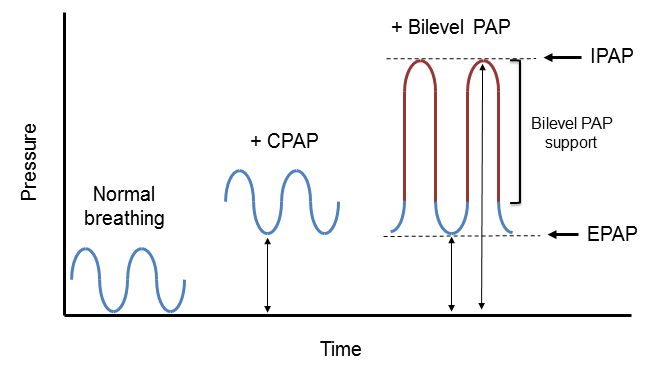 + Bilevel PAP
IPAP
Bilevel PAP
support
+ CPAP
Pressure
Normal
breathing
EPAP
Time